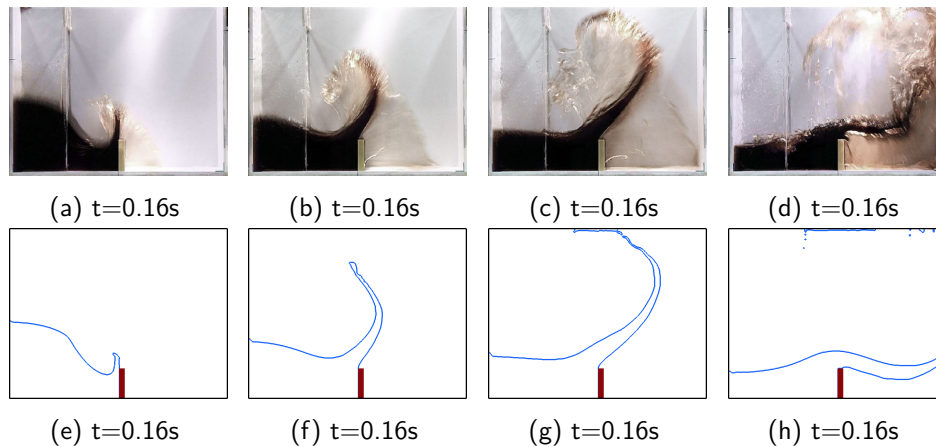 (a) t=0.16s
(b) t=0.16s
(c) t=0.16s
(d) t=0.16s
(e) t=0.16s
(f) t=0.16s
(g) t=0.16s
(h) t=0.16s